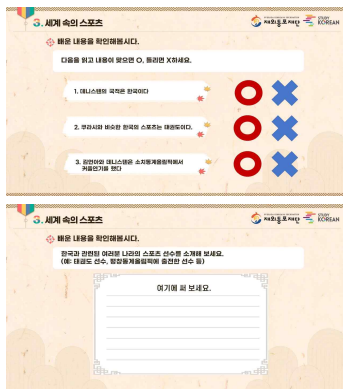 3. 세계 속의 스포츠
재외동포재단 STUDY KOREAN
배운 내용을 확인해봅시다.
다음을 읽고 내용이 맞으면 O, 틀리면 X하세요.
1. 데니스텐의 국적은 한국이다
2. 쿠라시와 비슷한 한국의 스포츠는 태권도이다.
3. 김연아와 데니스텐은 소치동계올림픽에서
커플연기를 했다
3. 세계 속의 스포츠
재외동포재단 STUDY KOREAN
배운 내용을 확인해봅시다.
한국과 관련된 여러분 나라의 스포츠 선수를 소개해 보세요.
(예: 태권도 선수, 평창동계올림픽에 출전한 선수 등)
여기에 써 보세요.